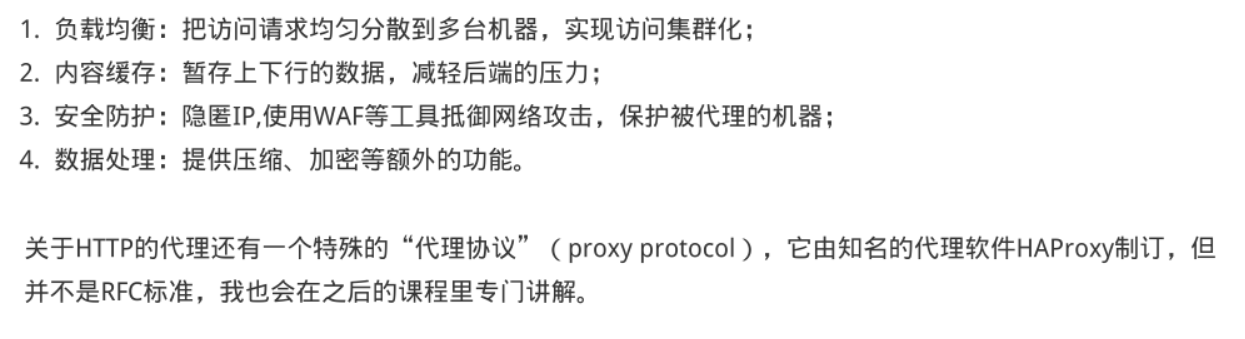 1. 负载均衡：把访问请求均匀分散到多台机器，实现访问集群化；
2. 内容缓存：暂存上下行的数据，减轻后端的压力；
3. 安全防护：隐匿IP,使用WAF等工具抵御网络攻击，保护被代理的机器；
4. 数据处理：提供压缩、加密等额外的功能。
关于HTTP的代理还有一个特殊的“代理协议”（proxy protocol），它由知名的代理软件HAProxy制订，但
并不是RFC标准，我也会在之后的课程里专门讲解。